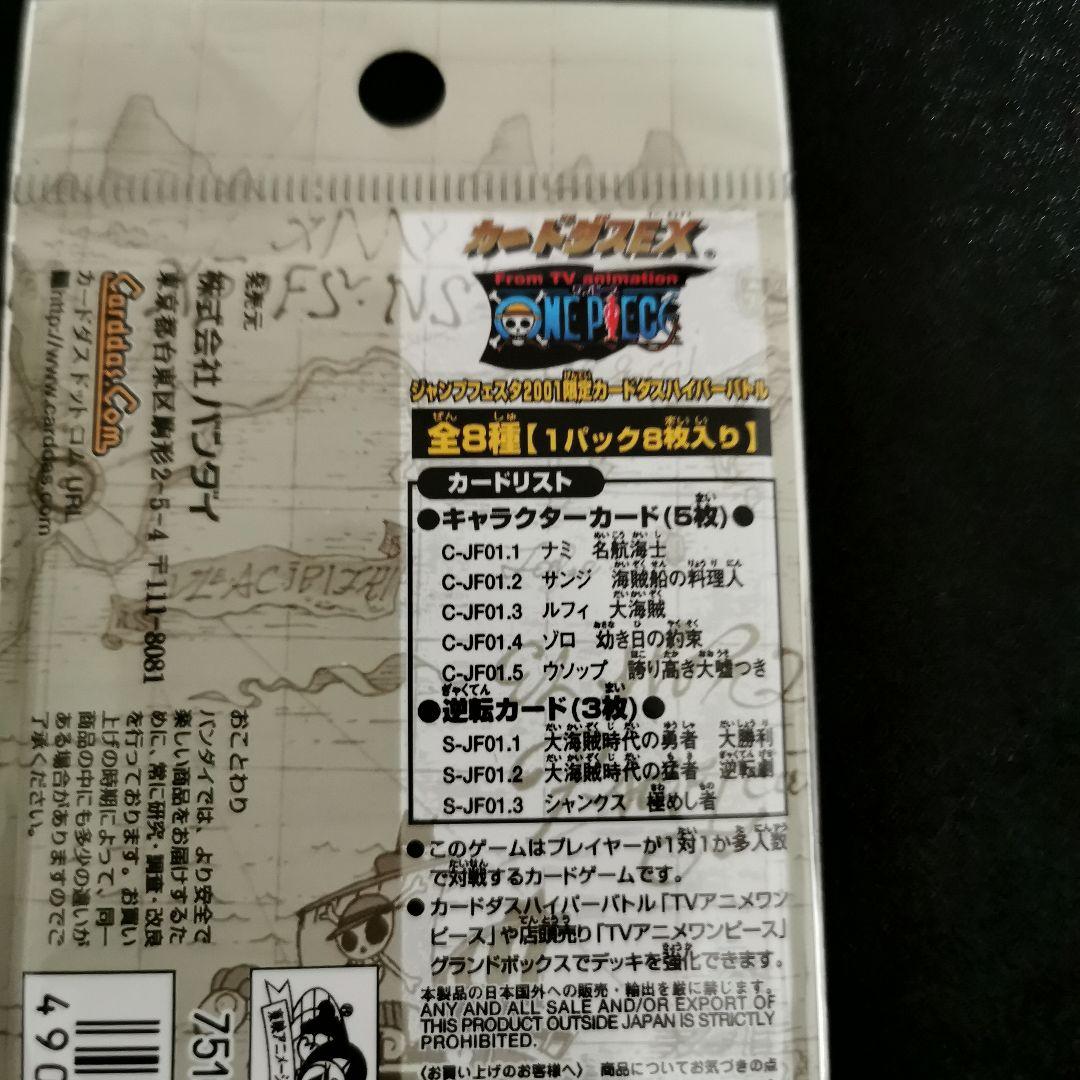 カードダスEX
From TV animation
ワンピース
ONE PIECE
ジャンプフェスタ2001限定カードダスハイパーバトル
全8種【1パック8枚入り】
カードリスト
●キャラクターカード(5枚)●
C-JF01.1 ナミ 名航海士
C-JF01.2 サンジ 海賊船の料理人
C-JF01.3 ルフィ 大海賊
C-JF01.4 ゾロ 幼き日の約束
C-JF01.5 ウソップ 誇り高き大嘘つき
●逆転カード(3枚)●
S-JF01.1 大海賊時代の勇者 大勝利
S-JF01.2 大海賊時代の猛者 逆転劇
S-JF01.3 シャンクス 極めし者
●このゲームはプレイヤーが1対1か多人数
で対戦するカードゲームです。
●カードダスハイパーバトル「TVアニメワン
ピース」や店頭売り「TVアニメワンピース」
グランドボックスでデッキを強化できます。
本製品の日本国外への販売・輸出を厳に禁じます。
ANY AND ALL SALE AND/OR EXPORT OF
THIS PRODUCT OUTSIDE JAPAN IS STRICTLY
PROHIBITED.
〈お買い上げのお客様へ〉 商品についてお気づきの点
発売元
株式会社バンダイ
東京都台東区駒形2-5-4 〒111-8081
Carddas.Com
カードダスドットコム URL
■http://www.carddas.com
おことわり
バンダイでは、より安全で
楽しい商品をお届けするた
めに、常に研究・調査・改良
を行っております。お買い
上げの時期によって、同一
商品の中にも多少の違いが
ある場合がありますのでご
了承ください。
東映アニメーシ
751
490